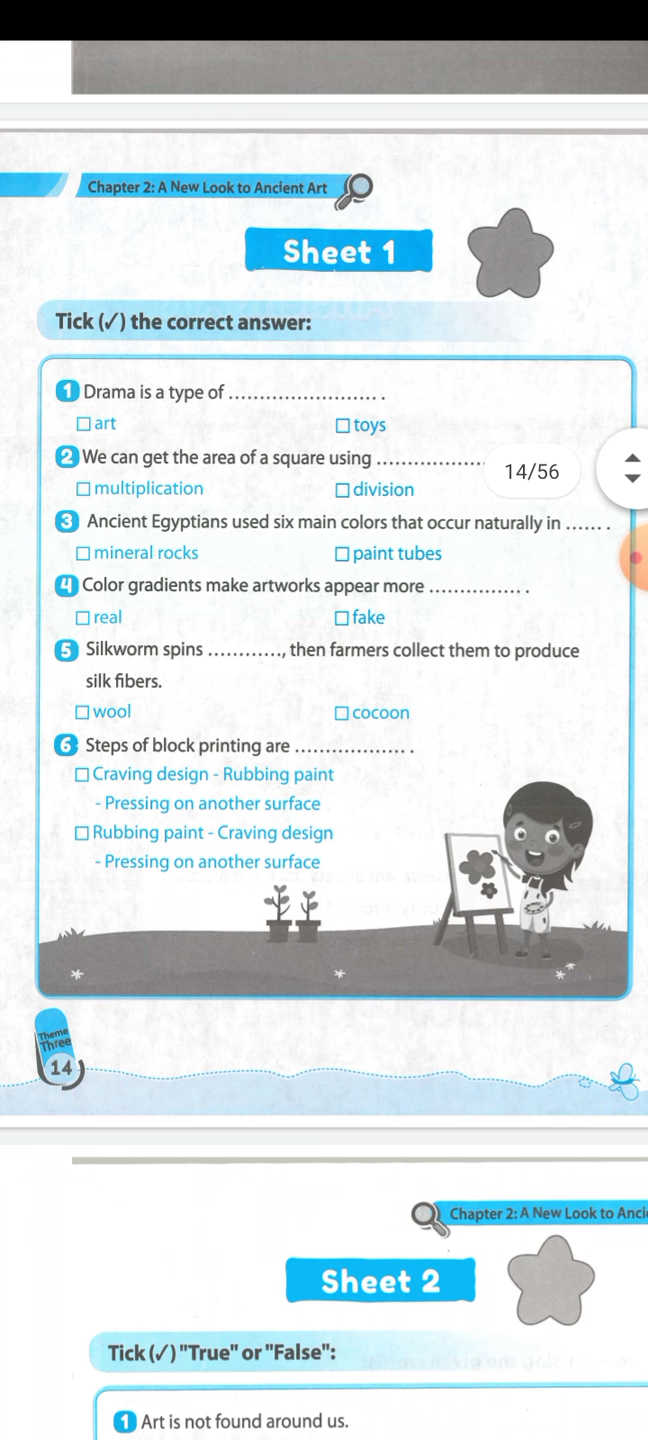 Chapter 2: A New Look to Ancient Art
Sheet 1
Tick (✓) the correct answer:
1 Drama is a type of ......................... .
□ art □ toys
2 We can get the area of a square using ..................
14/56
□ multiplication □ division
3 Ancient Egyptians used six main colors that occur naturally in ....... .
□ mineral rocks □ paint tubes
4 Color gradients make artworks appear more ............... .
□ real □ fake
5 Silkworm spins ............, then farmers collect them to produce
silk fibers.
□ wool □ cocoon
6 Steps of block printing are .................. .
□ Craving design - Rubbing paint
- Pressing on another surface
□ Rubbing paint - Craving design
- Pressing on another surface
Theme
Three
14
Chapter 2: A New Look to Anci
Sheet 2
Tick (✓) "True" or "False":
1 Art is not found around us.